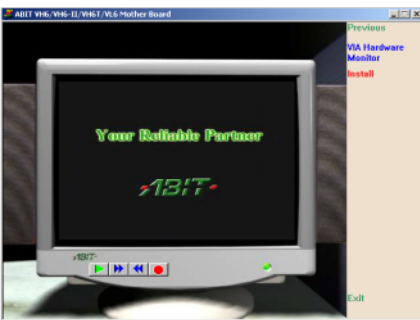 ABIT VH6/VH6-II/VH6T/VL6 Mother Board
Previous
VIA Hardware
Monitor
Install
Your Reliable Partner
ABIT
ABIT
Exit